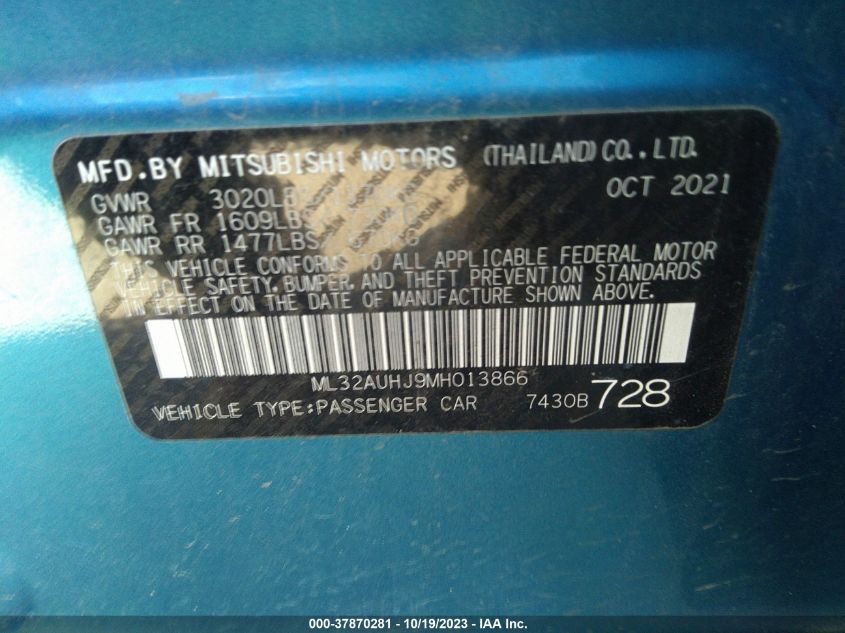 MFD.BY MITSUBISHI MOTORS (THAILAND) CO., LTD.
GVWR 3020LBS OCT 2021
GAWR FR 1609LBS
GAWR RR 1477LBS
THIS VEHICLE CONFORMS TO ALL APPLICABLE FEDERAL MOTOR
VEHICLE SAFETY, BUMPER, AND THEFT PREVENTION STANDARDS
IN EFFECT ON THE DATE OF MANUFACTURE SHOWN ABOVE.
ML32AUHJ9MH013866
VEHICLE TYPE:PASSENGER CAR 7430B 728
000-37870281 - 10/19/2023 - IAA Inc.